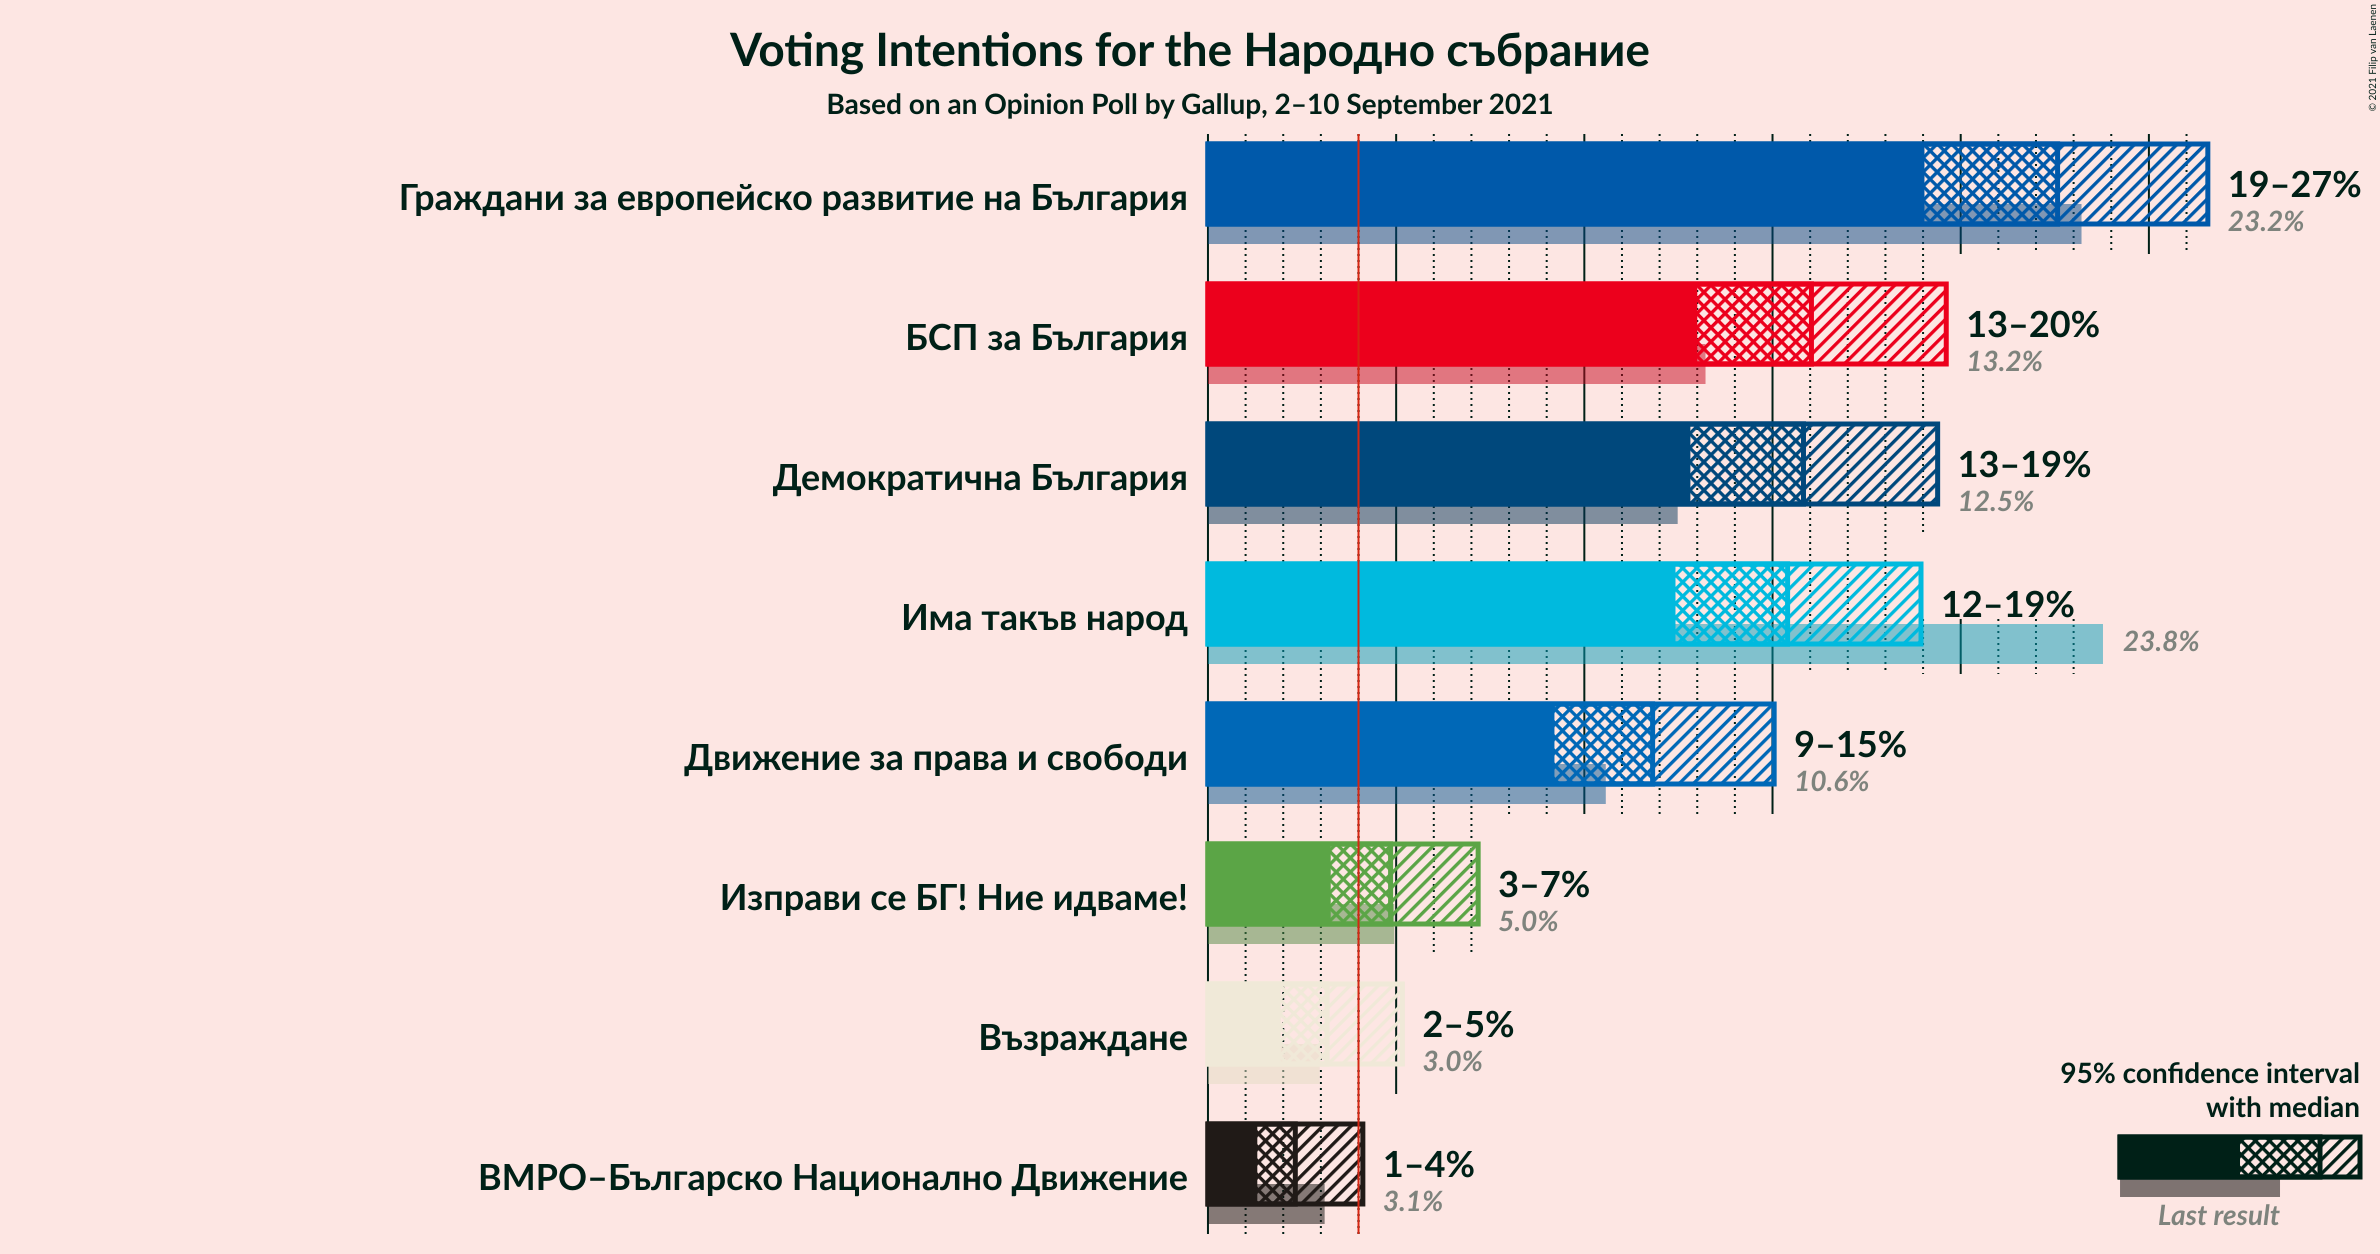 Voting Intentions for the Народно събрание
Based on an Opinion Poll by Gallup, 2–10 September 2021
© 2021 Filip van Laenen
Граждани за европейско развитие на България
19–27%
23.2%
БСП за България
13–20%
13.2%
Демократична България
13–19%
12.5%
Има такъв народ
12–19%
23.8%
Движение за права и свободи
9–15%
10.6%
Изправи се БГ! Ние идваме!
3–7%
5.0%
Възраждане
2–5%
3.0%
ВМРО–Българско Национално Движение
1–4%
3.1%
95% confidence interval
with median
Last result